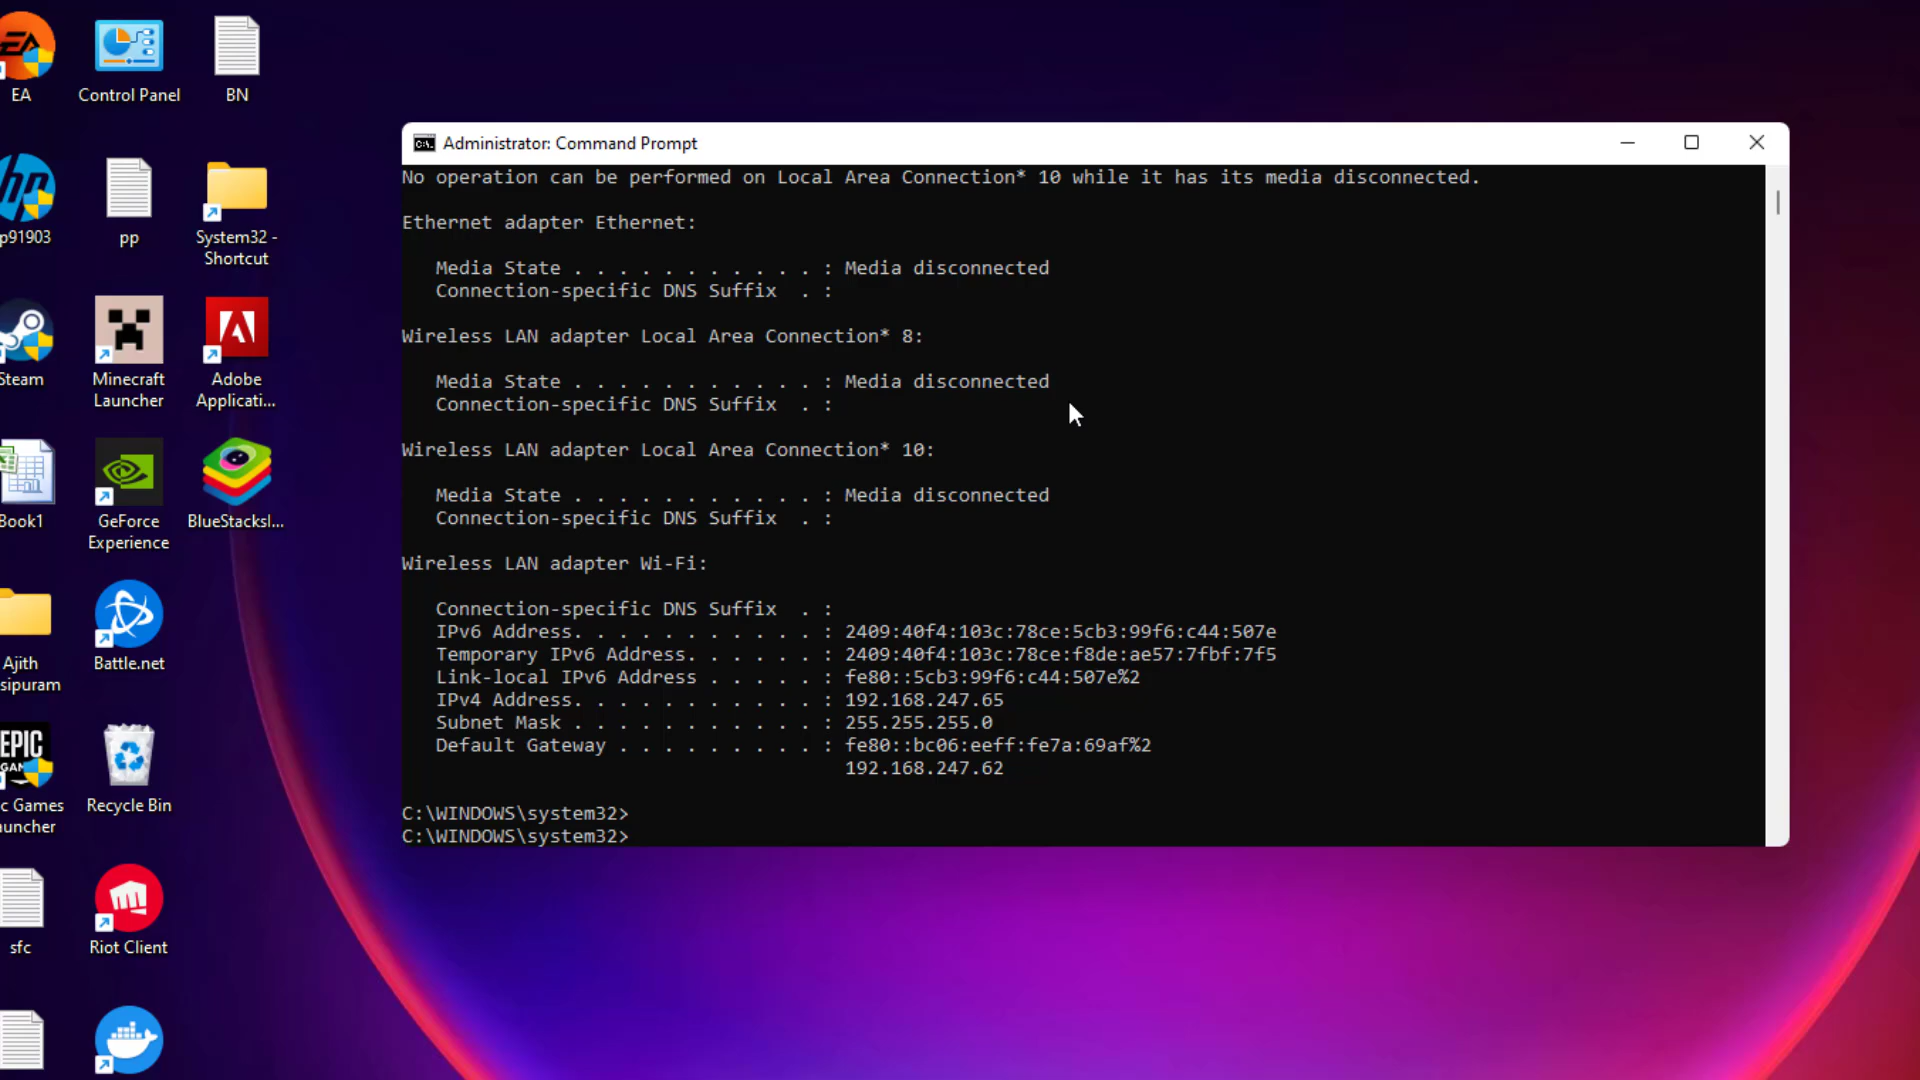 EA
Control Panel
BN
p91903
pp
System32 -
Shortcut
Steam
Minecraft
Launcher
Adobe
Applicati...
Book1
GeForce
Experience
BlueStacksI...
Ajith
sipuram
Battle.net
EPIC
GAM
c Games
auncher
Recycle Bin
sfc
Riot Client
Administrator: Command Prompt
No operation can be performed on Local Area Connection* 10 while it has its media disconnected.
Ethernet adapter Ethernet:
Media State . . . . . . . . . . . : Media disconnected
Connection-specific DNS Suffix  . :
Wireless LAN adapter Local Area Connection* 8:
Media State . . . . . . . . . . . : Media disconnected
Connection-specific DNS Suffix  . :
Wireless LAN adapter Local Area Connection* 10:
Media State . . . . . . . . . . . : Media disconnected
Connection-specific DNS Suffix  . :
Wireless LAN adapter Wi-Fi:
Connection-specific DNS Suffix  . :
IPv6 Address. . . . . . . . . . . : 2409:40f4:103c:78ce:5cb3:99f6:c44:507e
Temporary IPv6 Address. . . . . . : 2409:40f4:103c:78ce:f8de:ae57:7fbf:7f5
Link-local IPv6 Address . . . . . : fe80::5cb3:99f6:c44:507e%2
IPv4 Address. . . . . . . . . . . : 192.168.247.65
Subnet Mask . . . . . . . . . . . : 255.255.255.0
Default Gateway . . . . . . . . . : fe80::bc06:eeff:fe7a:69af%2
192.168.247.62
C:\WINDOWS\system32>
C:\WINDOWS\system32>